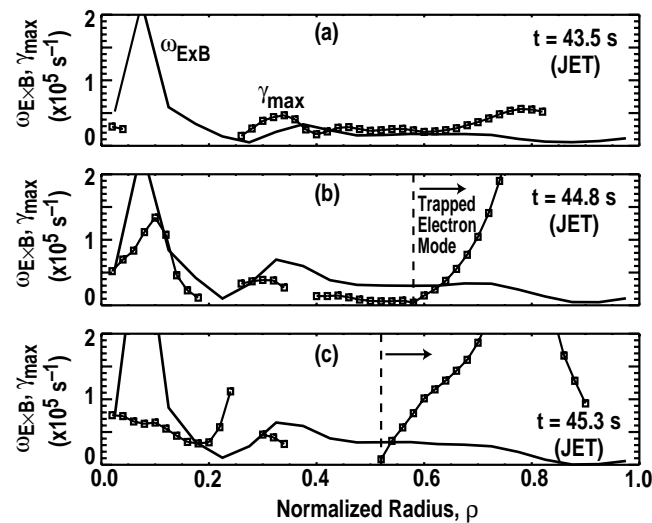 ωE×B, γmax
(x10⁵ s⁻¹)
2
1
0
(a)
ωE×B
γmax
t = 43.5 s
(JET)
ωE×B, γmax
(x10⁵ s⁻¹)
2
1
0
(b)
Trapped
Electron
Mode
t = 44.8 s
(JET)
ωE×B, γmax
(x10⁵ s⁻¹)
2
1
0
(c)
t = 45.3 s
(JET)
0.0 0.2 0.4 0.6 0.8 1.0
Normalized Radius, ρ